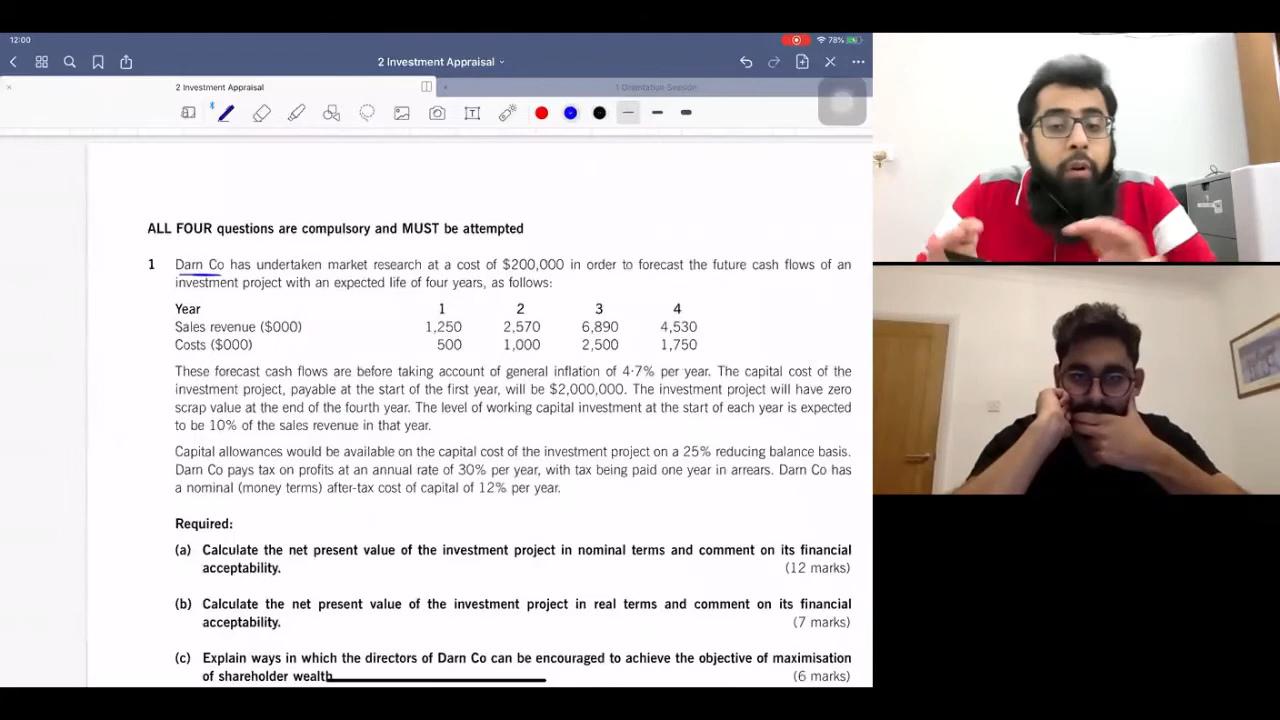 12:00
78%
2 Investment Appraisal
2 Investment Appraisal
1 Orientation Session
ALL FOUR questions are compulsory and MUST be attempted
1 Darn Co has undertaken market research at a cost of $200,000 in order to forecast the future cash flows of an
investment project with an expected life of four years, as follows:
Year 1 2 3 4
Sales revenue ($000) 1,250 2,570 6,890 4,530
Costs ($000) 500 1,000 2,500 1,750
These forecast cash flows are before taking account of general inflation of 4·7% per year. The capital cost of the
investment project, payable at the start of the first year, will be $2,000,000. The investment project will have zero
scrap value at the end of the fourth year. The level of working capital investment at the start of each year is expected
to be 10% of the sales revenue in that year.
Capital allowances would be available on the capital cost of the investment project on a 25% reducing balance basis.
Darn Co pays tax on profits at an annual rate of 30% per year, with tax being paid one year in arrears. Darn Co has
a nominal (money terms) after-tax cost of capital of 12% per year.
Required:
(a) Calculate the net present value of the investment project in nominal terms and comment on its financial
acceptability. (12 marks)
(b) Calculate the net present value of the investment project in real terms and comment on its financial
acceptability. (7 marks)
(c) Explain ways in which the directors of Darn Co can be encouraged to achieve the objective of maximisation
of shareholder wealth. (6 marks)